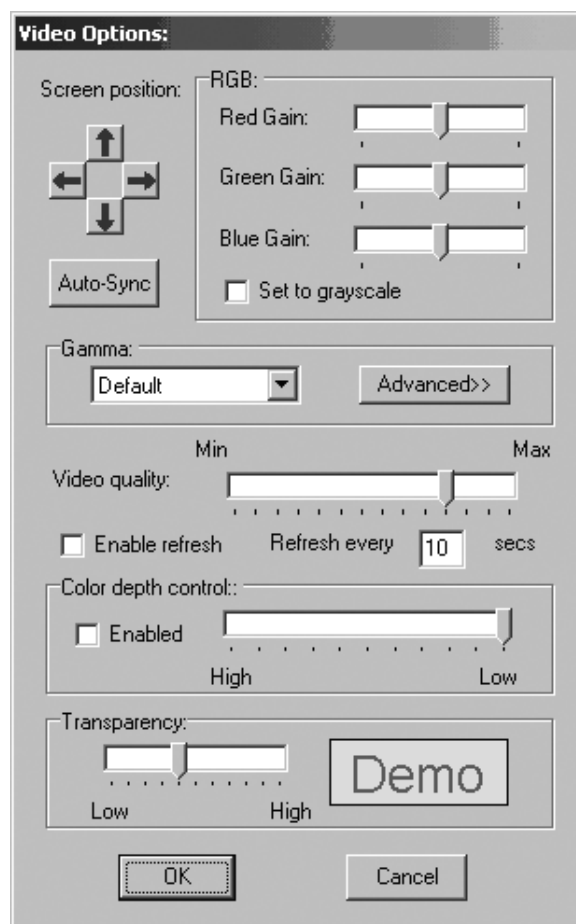 Video Options:
Screen position:
Auto-Sync
RGB:
Red Gain:
Green Gain:
Blue Gain:
Set to grayscale
Gamma:
Default
Advanced>>
Min Max
Video quality:
Enable refresh Refresh every 10 secs
Color depth control::
Enabled
High Low
Transparency:
Low High
Demo
OK Cancel